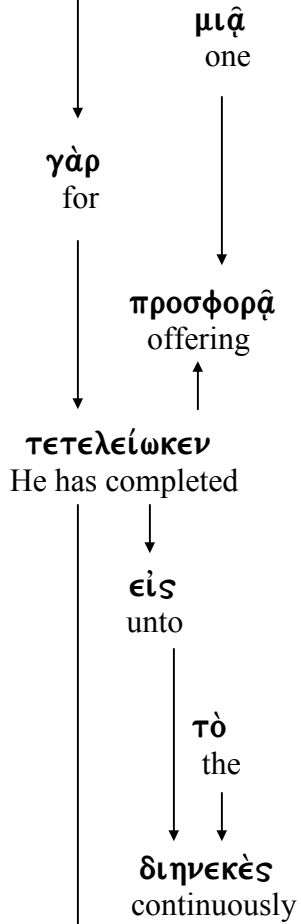 μιᾷ
one
γὰρ
for
προσφορᾷ
offering
τετελείωκεν
He has completed
εἰς
unto
τὸ
the
διηνεκὲς
continuously